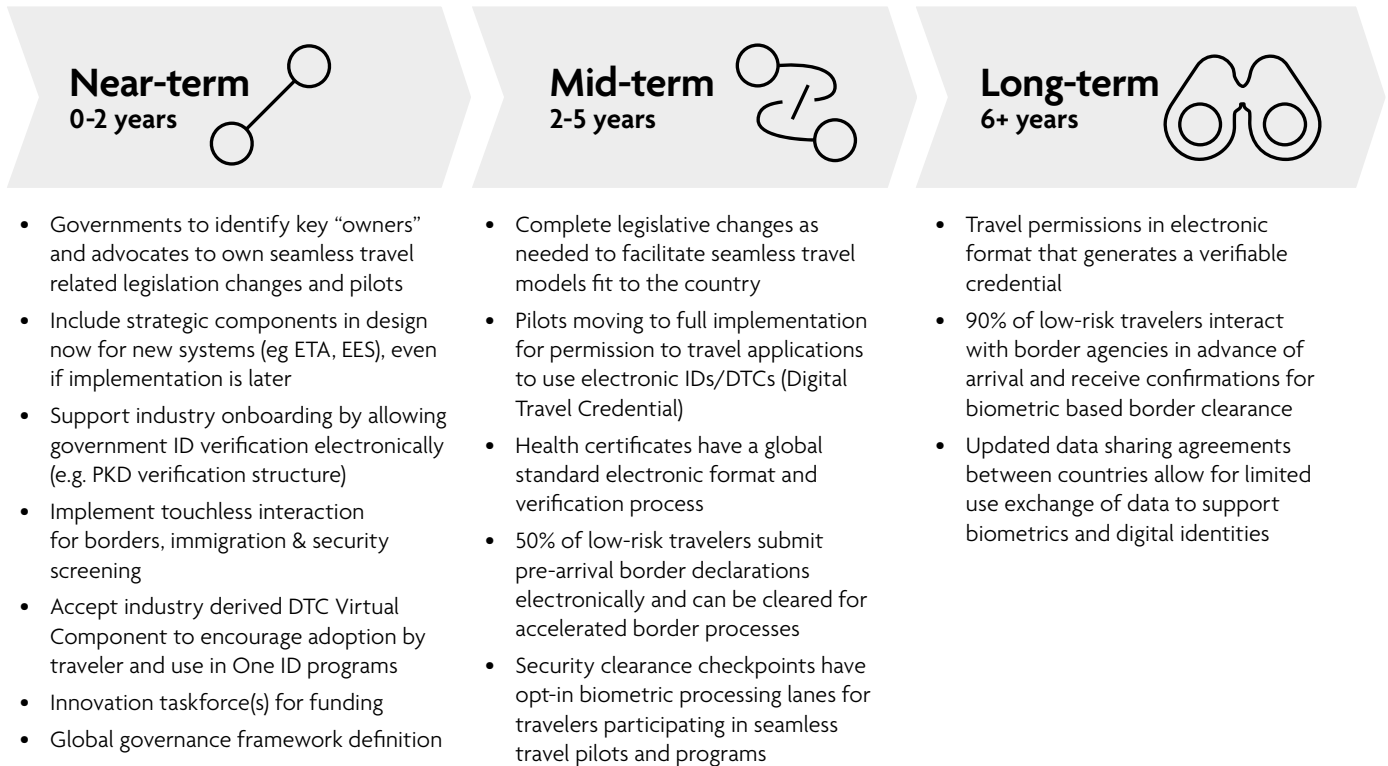 Near-term
0-2 years
• Governments to identify key “owners”
and advocates to own seamless travel
related legislation changes and pilots
• Include strategic components in design
now for new systems (eg ETA, EES), even
if implementation is later
• Support industry onboarding by allowing
government ID verification electronically
(e.g. PKD verification structure)
• Implement touchless interaction
for borders, immigration & security
screening
• Accept industry derived DTC Virtual
Component to encourage adoption by
traveler and use in One ID programs
• Innovation taskforce(s) for funding
• Global governance framework definition
Mid-term
2-5 years
• Complete legislative changes as
needed to facilitate seamless travel
models fit to the country
• Pilots moving to full implementation
for permission to travel applications
to use electronic IDs/DTCs (Digital
Travel Credential)
• Health certificates have a global
standard electronic format and
verification process
• 50% of low-risk travelers submit
pre-arrival border declarations
electronically and can be cleared for
accelerated border processes
• Security clearance checkpoints have
opt-in biometric processing lanes for
travelers participating in seamless
travel pilots and programs
Long-term
6+ years
• Travel permissions in electronic
format that generates a verifiable
credential
• 90% of low-risk travelers interact
with border agencies in advance of
arrival and receive confirmations for
biometric based border clearance
• Updated data sharing agreements
between countries allow for limited
use exchange of data to support
biometrics and digital identities